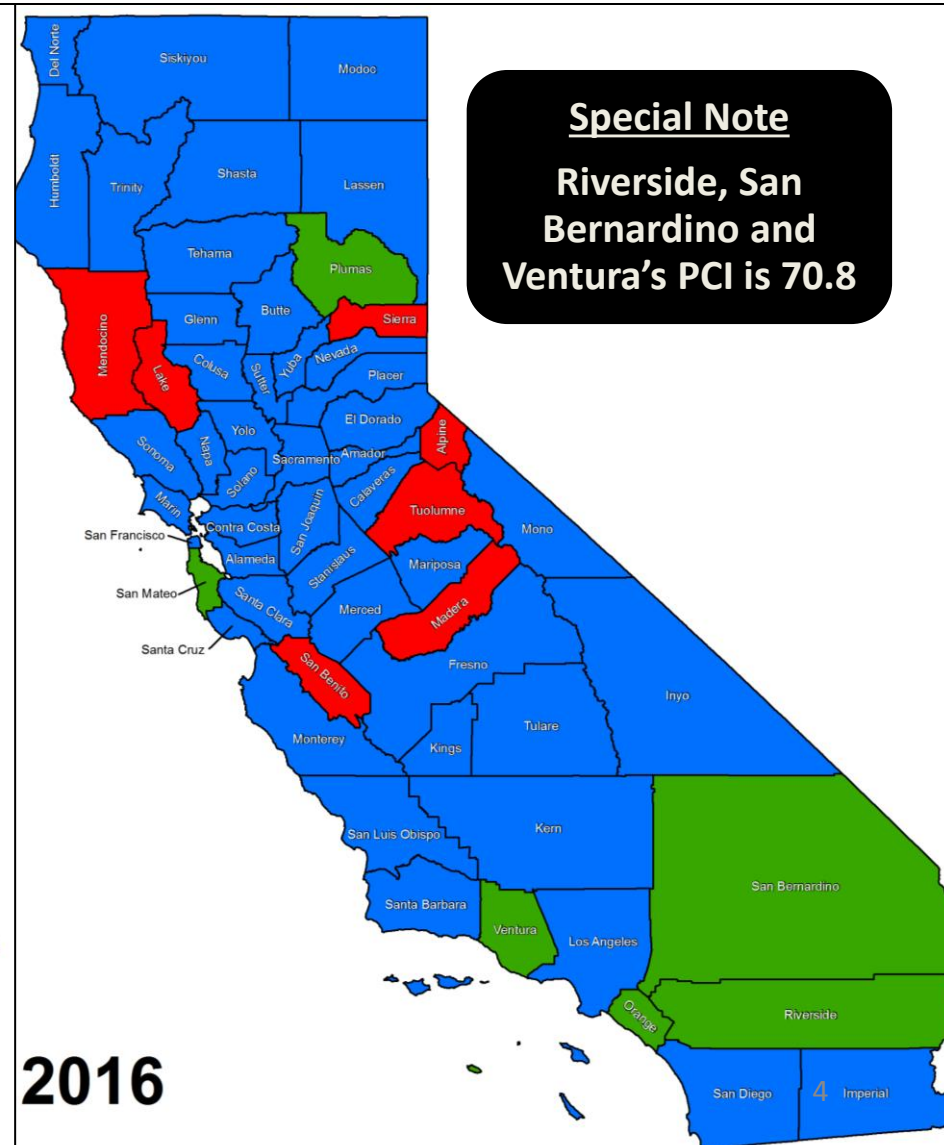 Special Note
Riverside, San
Bernardino and
Ventura's PCI is 70.8
Del Norte
Siskiyou
Modoc
Humboldt
Trinity
Shasta
Lassen
Tehama
Plumas
Mendocino
Lake
Glenn
Butte
Sierra
Colusa
Sutter
Yuba
Nevada
Placer
Yolo
El Dorado
Alpine
Sonoma
Napa
Solano
Sacramento
Amador
Calaveras
Tuolumne
Mono
Marin
Contra Costa
San Joaquin
San Francisco
Alameda
Stanislaus
Mariposa
San Mateo
Santa Clara
Merced
Madera
Santa Cruz
San Benito
Fresno
Inyo
Monterey
Kings
Tulare
San Luis Obispo
Kern
Santa Barbara
San Bernardino
Ventura
Los Angeles
Orange
Riverside
San Diego
Imperial
2016
4